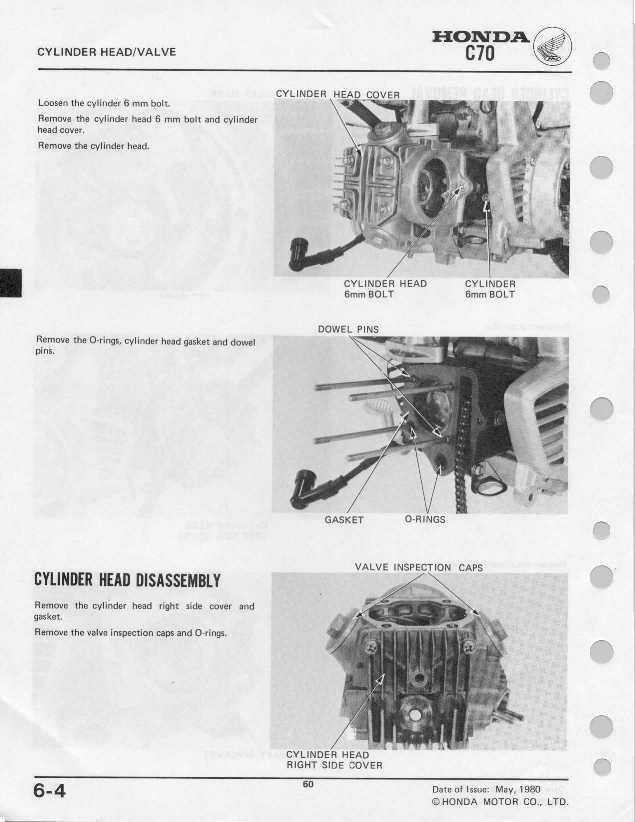 CYLINDER HEAD/VALVE
HONDA
C70
Loosen the cylinder 6 mm bolt.
Remove the cylinder head 6 mm bolt and cylinder
head cover.
Remove the cylinder head.
CYLINDER HEAD COVER
CYLINDER HEAD
6mm BOLT
CYLINDER
6mm BOLT
Remove the O-rings, cylinder head gasket and dowel
pins.
DOWEL PINS
GASKET
O-RINGS
CYLINDER HEAD DISASSEMBLY
Remove the cylinder head right side cover and
gasket.
Remove the valve inspection caps and O-rings.
VALVE INSPECTION CAPS
CYLINDER HEAD
RIGHT SIDE COVER
6-4
60
Date of Issue: May, 1980
© HONDA MOTOR CO., LTD.